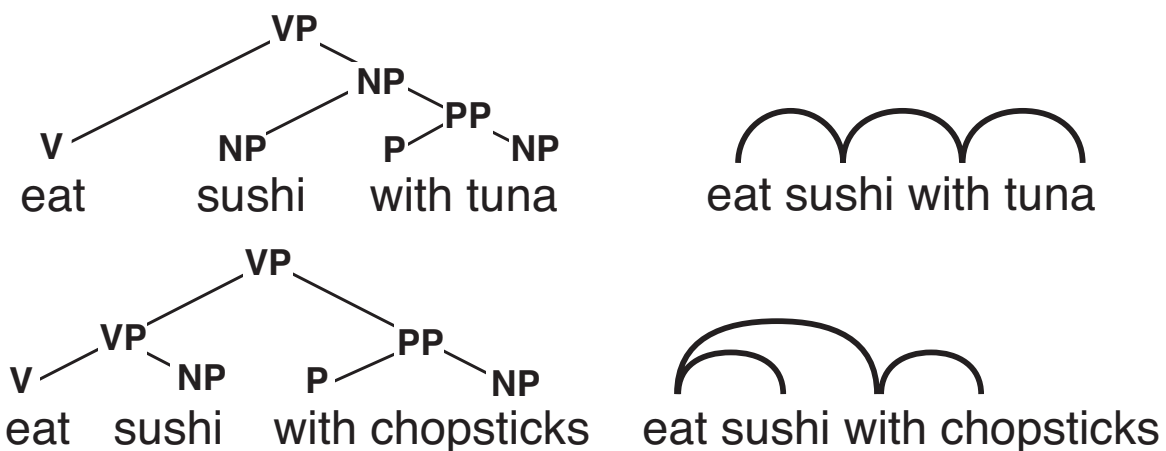 VP
NP
PP
V NP P NP
eat sushi with tuna
eat sushi with tuna
VP
VP PP
V NP P NP
eat sushi with chopsticks
eat sushi with chopsticks